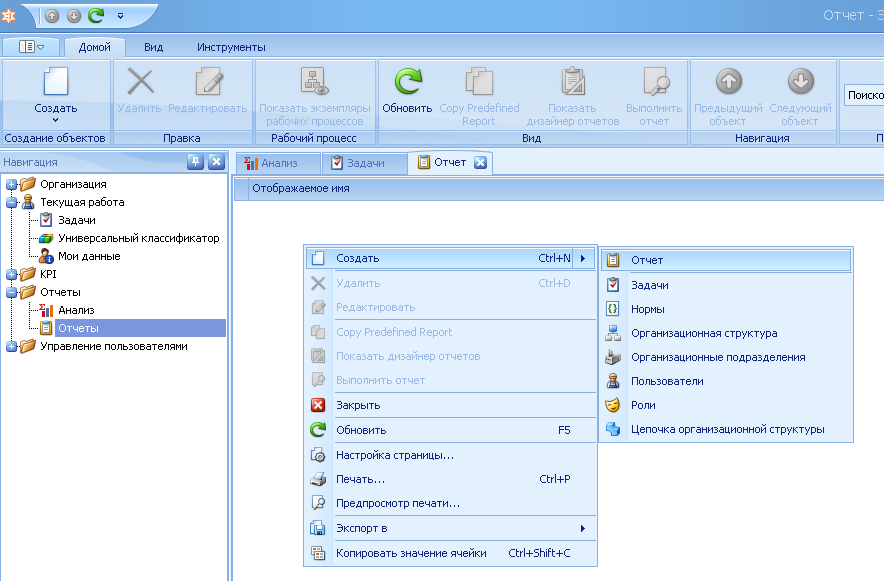 Отчет - Э
Домой
Вид
Инструменты
Создать
Удалить
Редактировать
Показать экземпляры
рабочих процессов
Обновить
Copy Predefined
Report
Показать
дизайнер отчетов
Выполнить
отчет
Предыдущий
объект
Следующий
объект
Поиско
Создание объектов
Правка
Рабочий процесс
Вид
Навигация
П
Навигация
Организация
Текущая работа
Задачи
Универсальный классификатор
Мои данные
KPI
Отчеты
Анализ
Отчеты
Управление пользователями
Анализ
Задачи
Отчет
Отображаемое имя
Создать Ctrl+N
Удалить Ctrl+D
Редактировать
Copy Predefined Report
Показать дизайнер отчетов
Выполнить отчет
Закрыть
Обновить F5
Настройка страницы...
Печать... Ctrl+P
Предпросмотр печати...
Экспорт в
Копировать значение ячейки Ctrl+Shift+C
Отчет
Задачи
Нормы
Организационная структура
Организационные подразделения
Пользователи
Роли
Цепочка организационной структуры